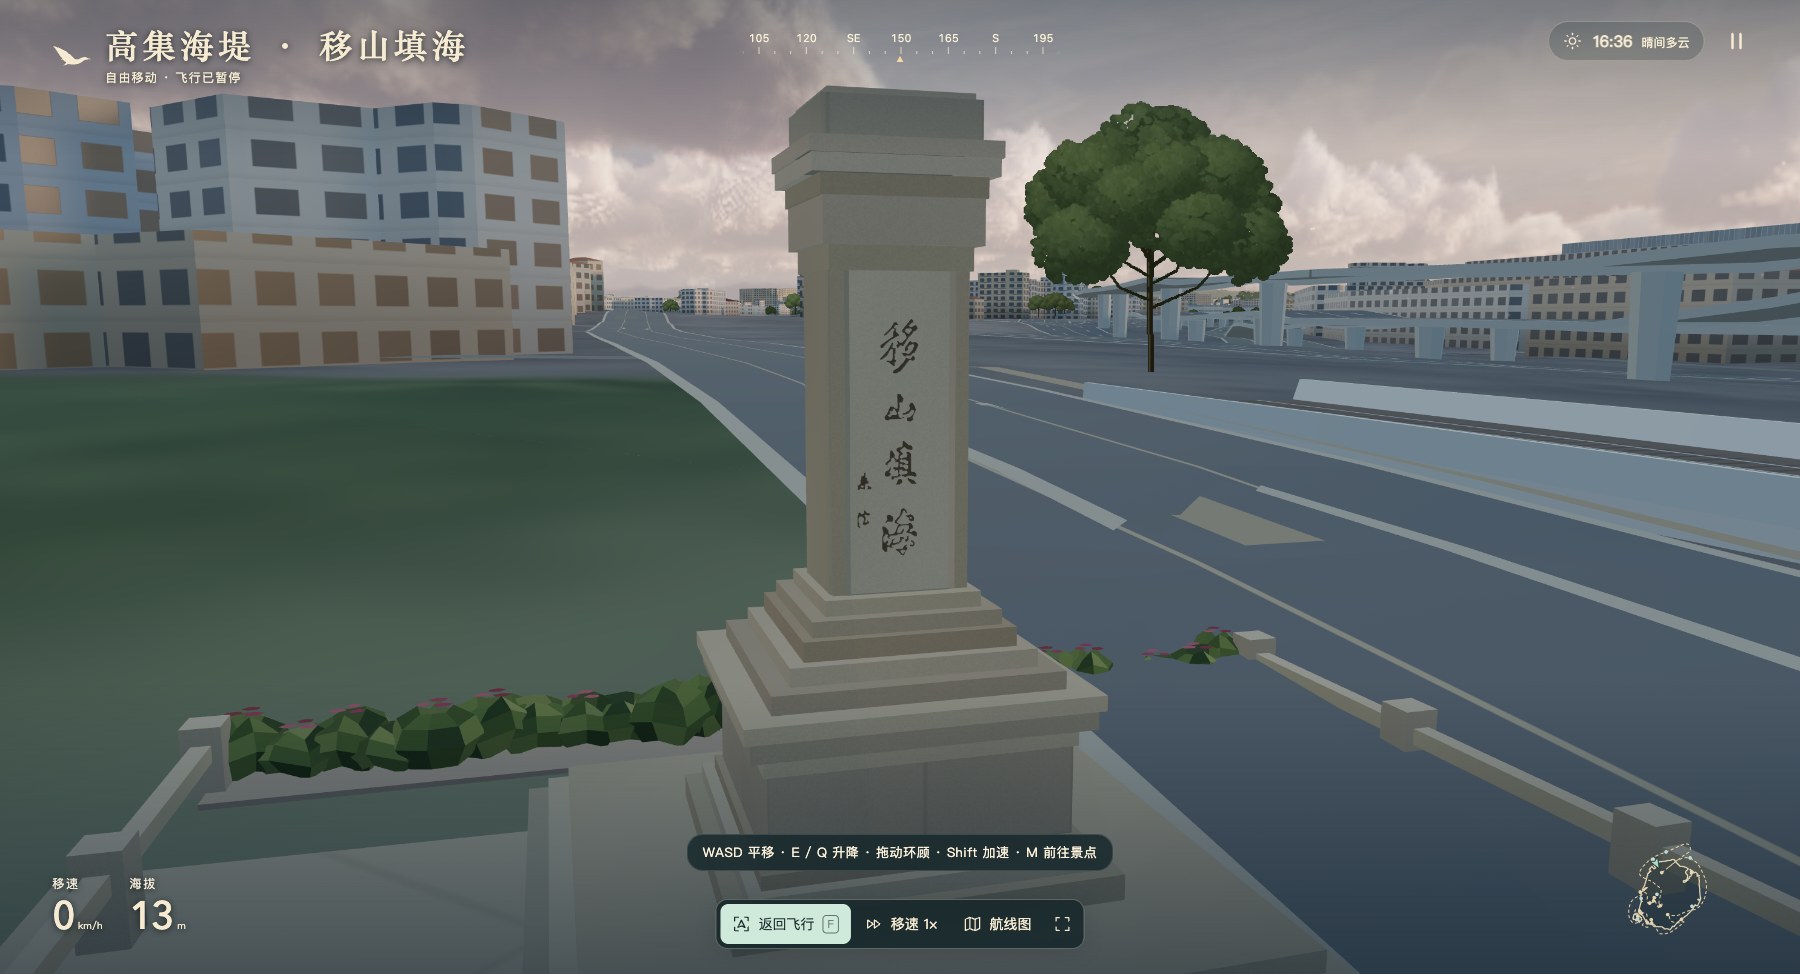 高集海堤 · 移山填海
自由移动 · 飞行已暂停
105 120 SE 150 165 S 195
16:36 晴间多云
移山填海
WASD 平移 · E / Q 升降 · 拖动环顾 · Shift 加速 · M 前往景点
移速
0 km/h
海拔
13 m
返回飞行 F
移速 1x
航线图